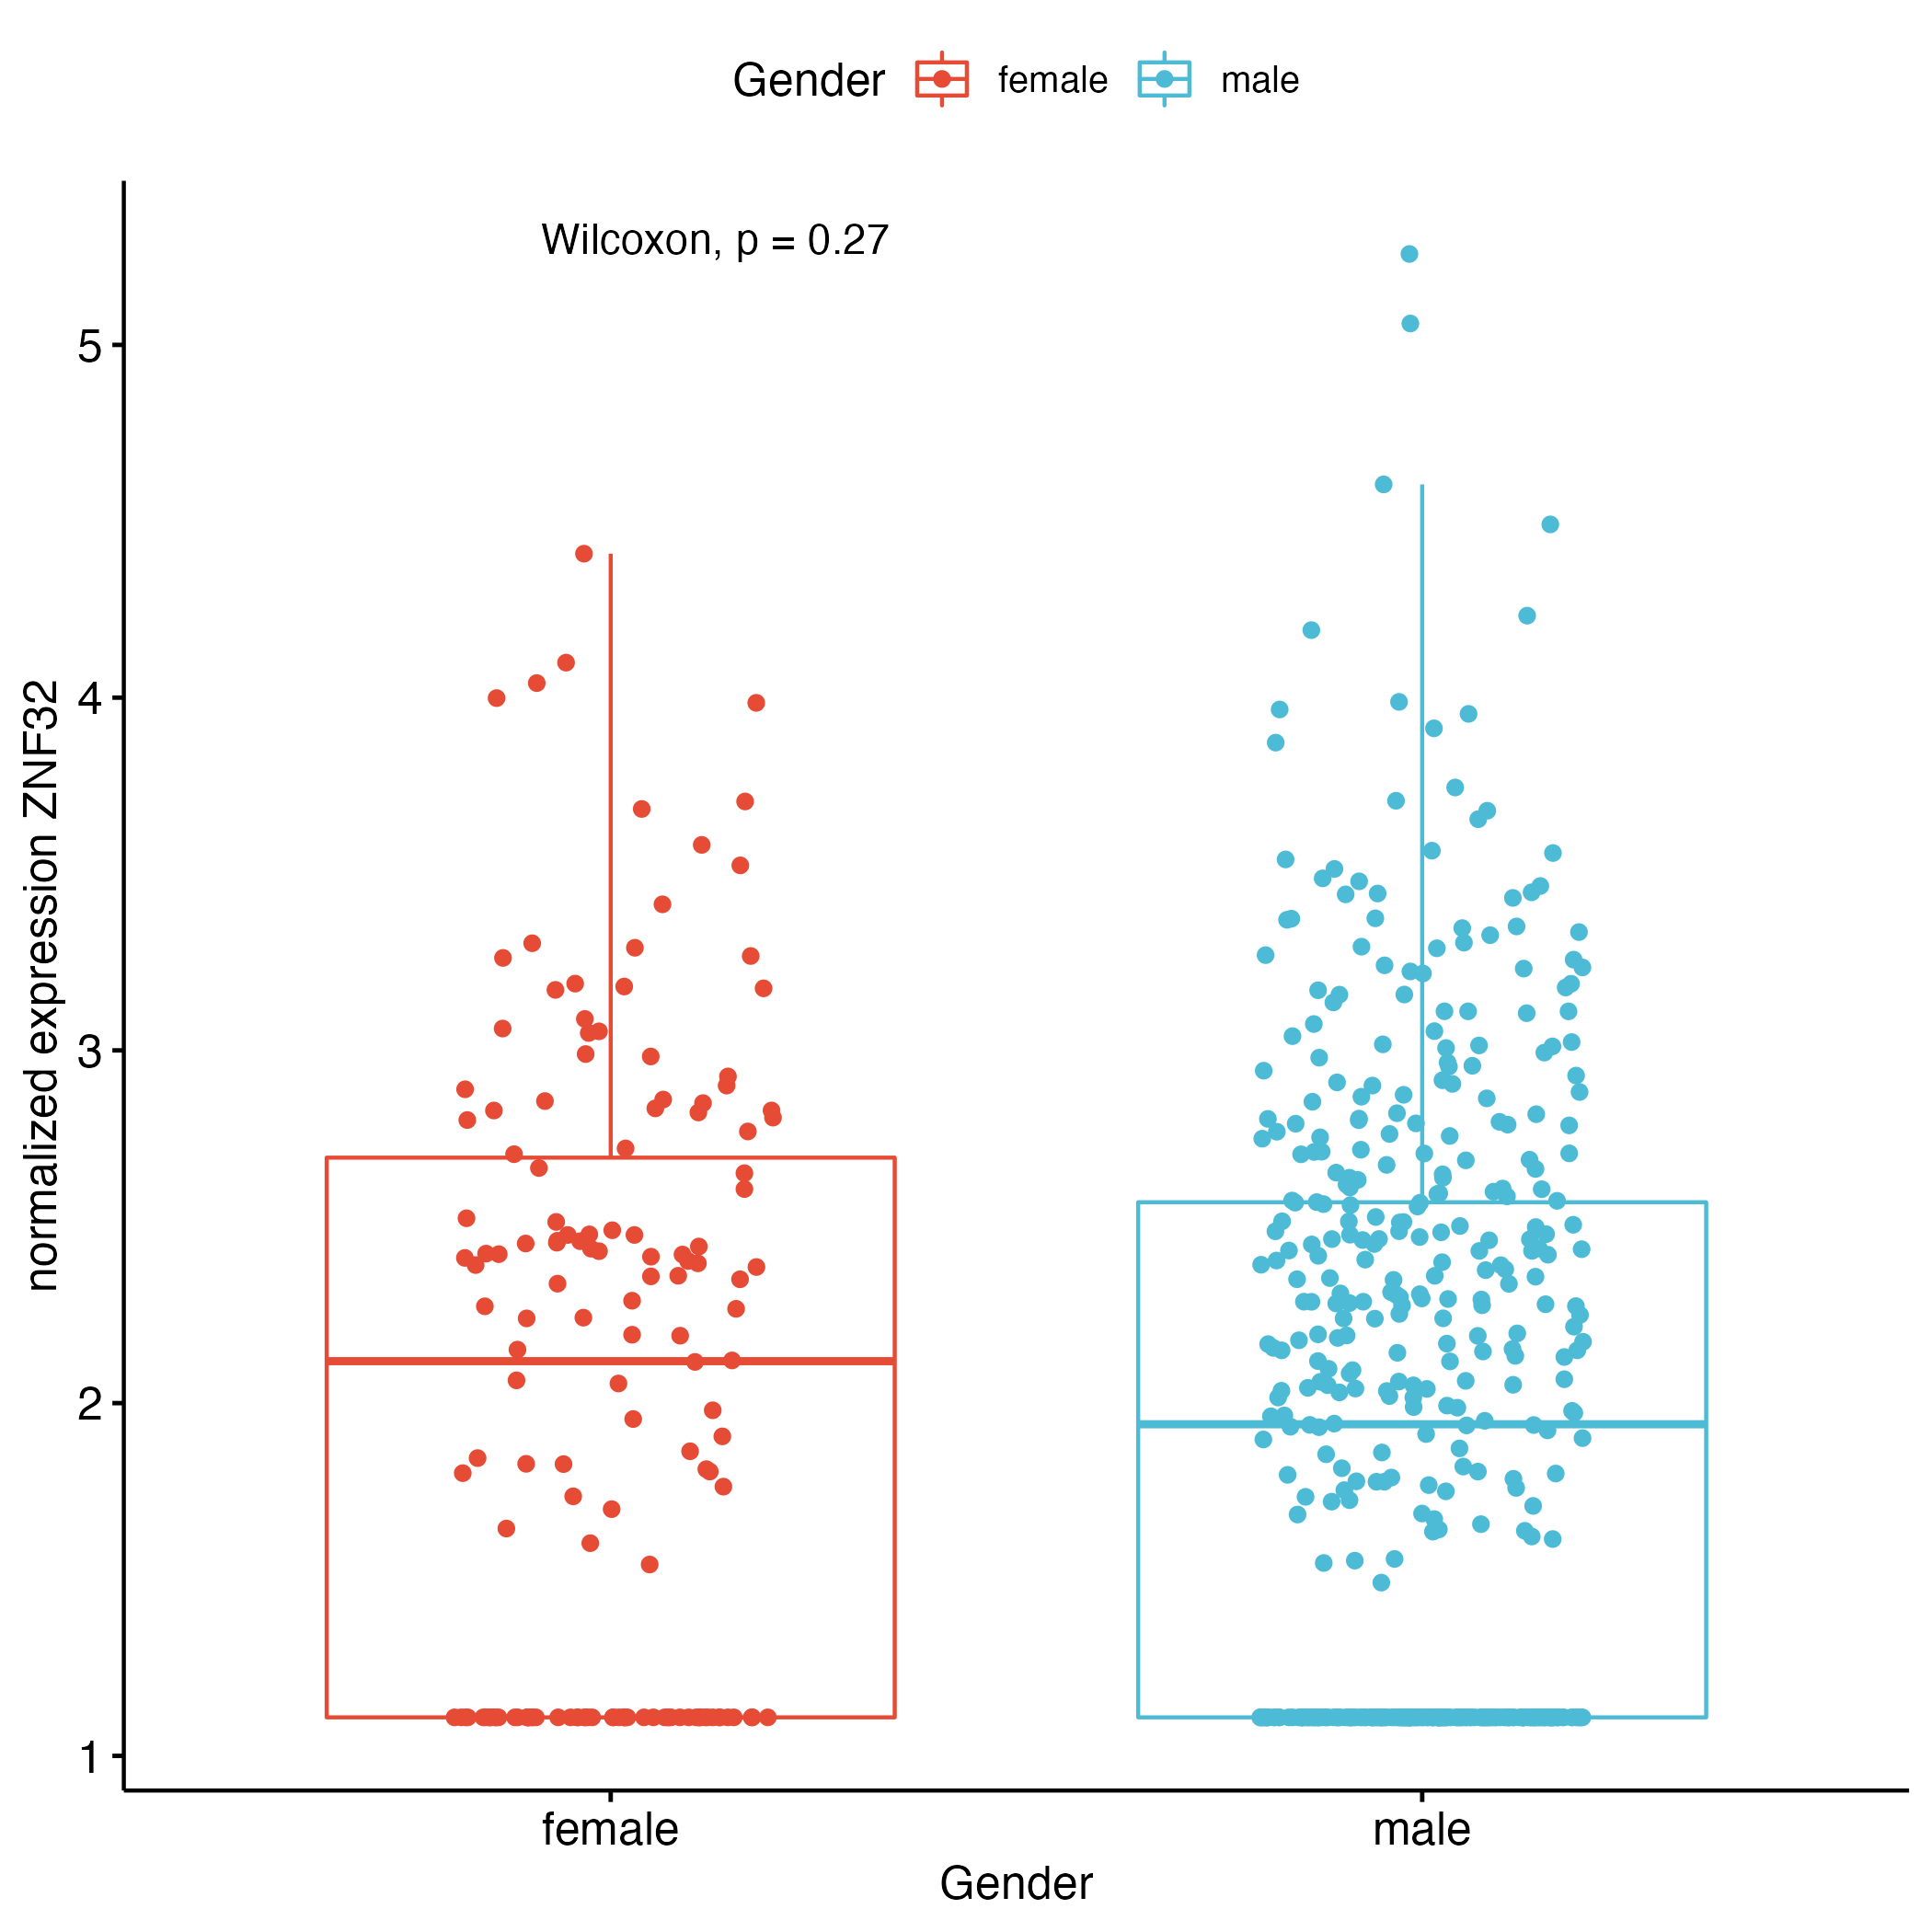 Gender female male
Wilcoxon, p = 0.27
normalized expression ZNF32
5
4
3
2
1
female male
Gender